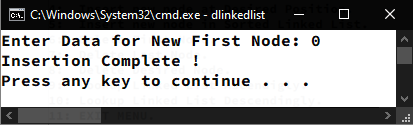 C:\Windows\System32\cmd.exe - dlinkedlist
Enter Data for New First Node: 0
Insertion Complete !
Press any key to continue . . .